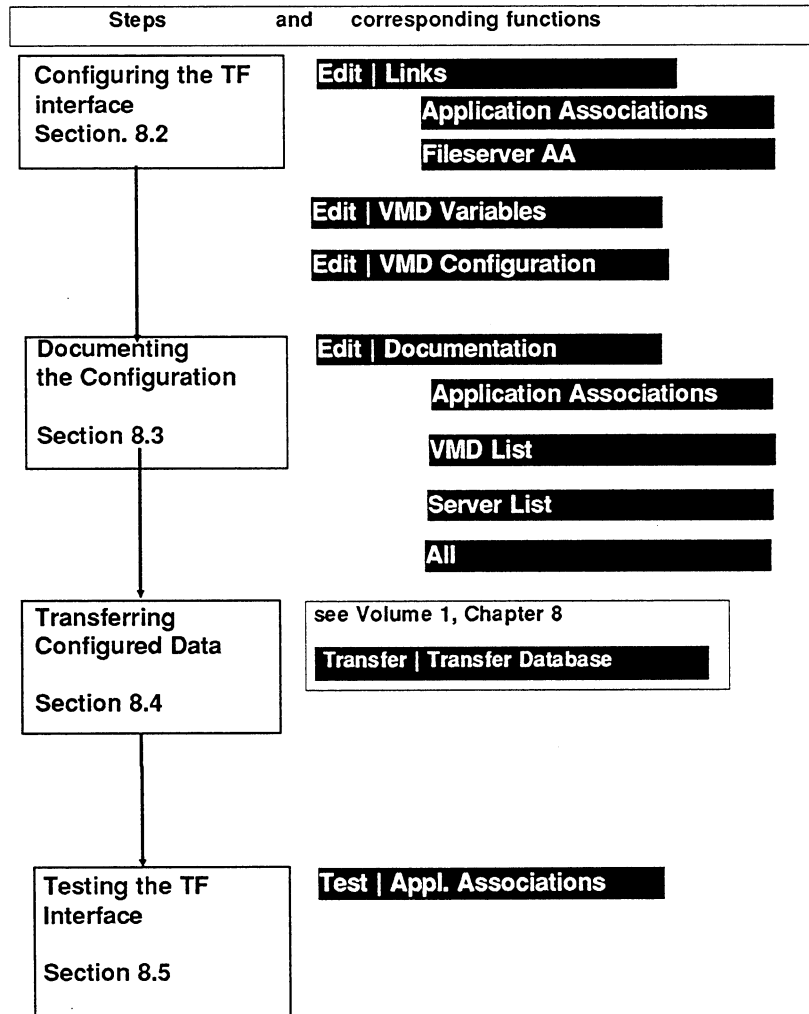 Steps and corresponding functions
Configuring the TF
interface
Section. 8.2
Edit | Links
Application Associations
Fileserver AA
Edit | VMD Variables
Edit | VMD Configuration
Documenting
the Configuration
Section 8.3
Edit | Documentation
Application Associations
VMD List
Server List
All
Transferring
Configured Data
Section 8.4
see Volume 1, Chapter 8
Transfer | Transfer Database
Testing the TF
Interface
Section 8.5
Test | Appl. Associations